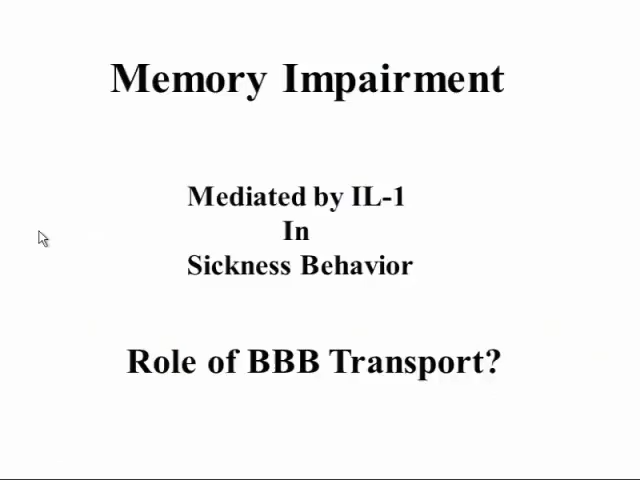 Memory Impairment
Mediated by IL-1
In
Sickness Behavior
Role of BBB Transport?